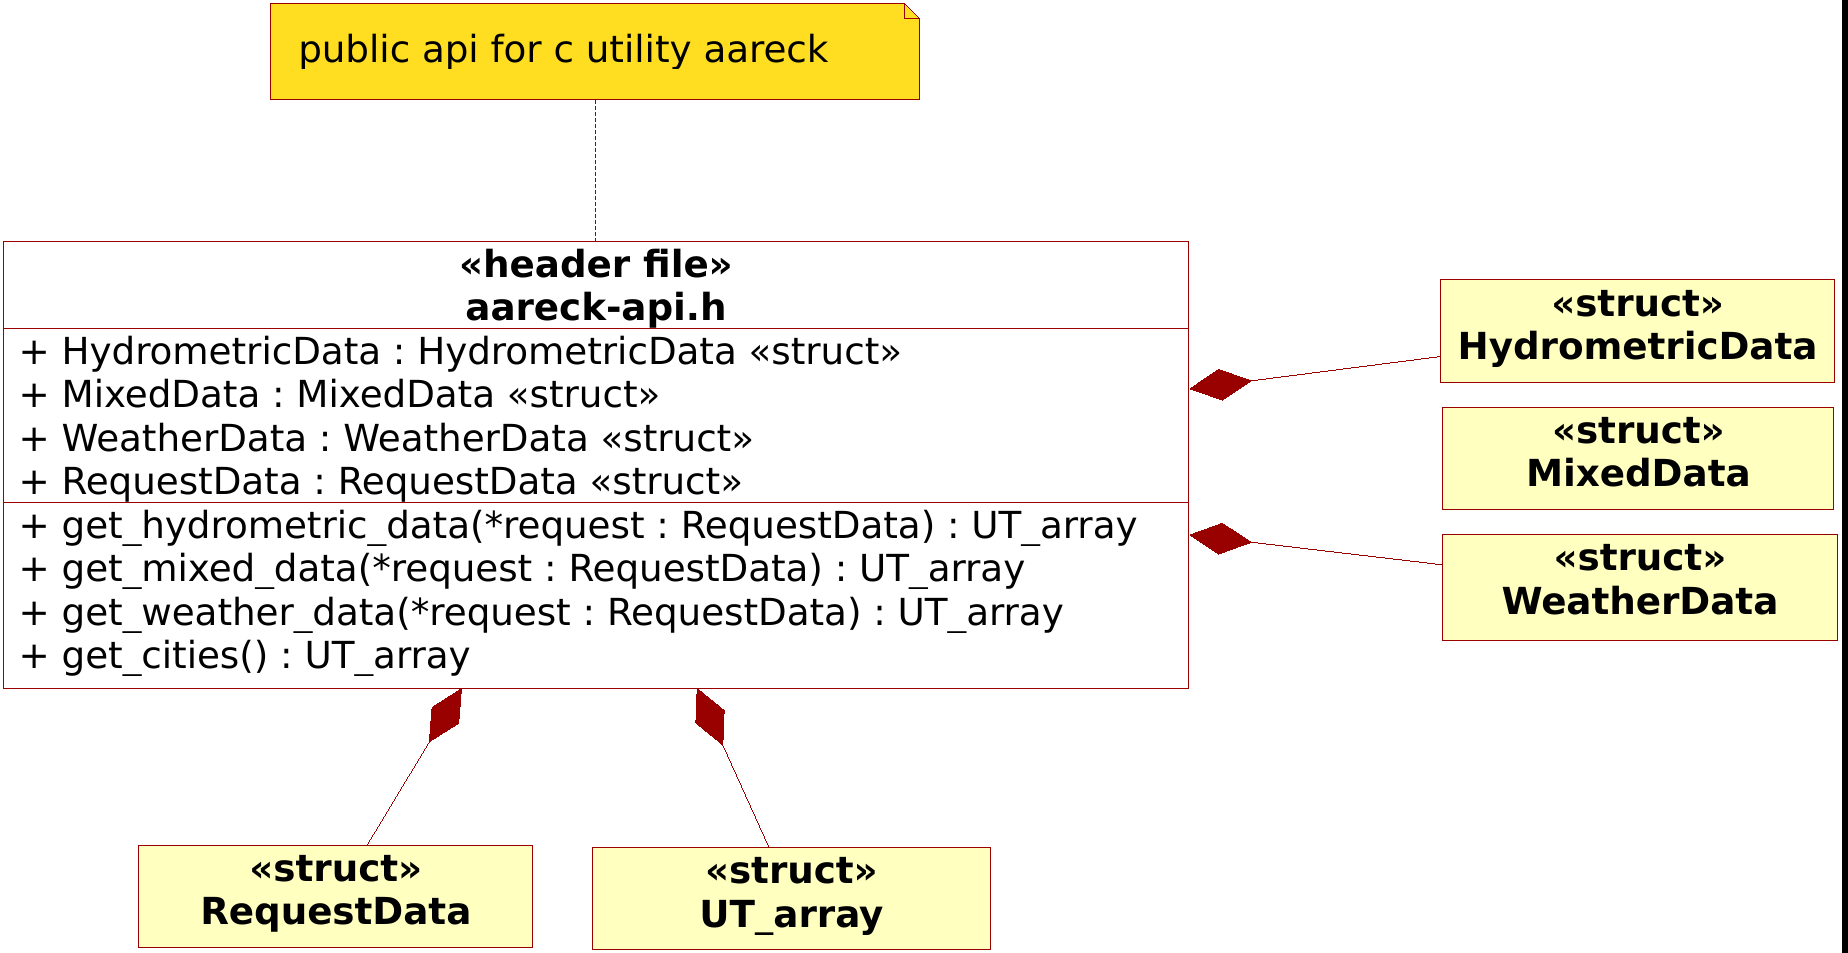 public api for c utility aareck
«header file»
aareck-api.h
+ HydrometricData : HydrometricData «struct»
+ MixedData : MixedData «struct»
+ WeatherData : WeatherData «struct»
+ RequestData : RequestData «struct»
+ get_hydrometric_data(*request : RequestData) : UT_array
+ get_mixed_data(*request : RequestData) : UT_array
+ get_weather_data(*request : RequestData) : UT_array
+ get_cities() : UT_array
«struct»
HydrometricData
«struct»
MixedData
«struct»
WeatherData
«struct»
RequestData
«struct»
UT_array